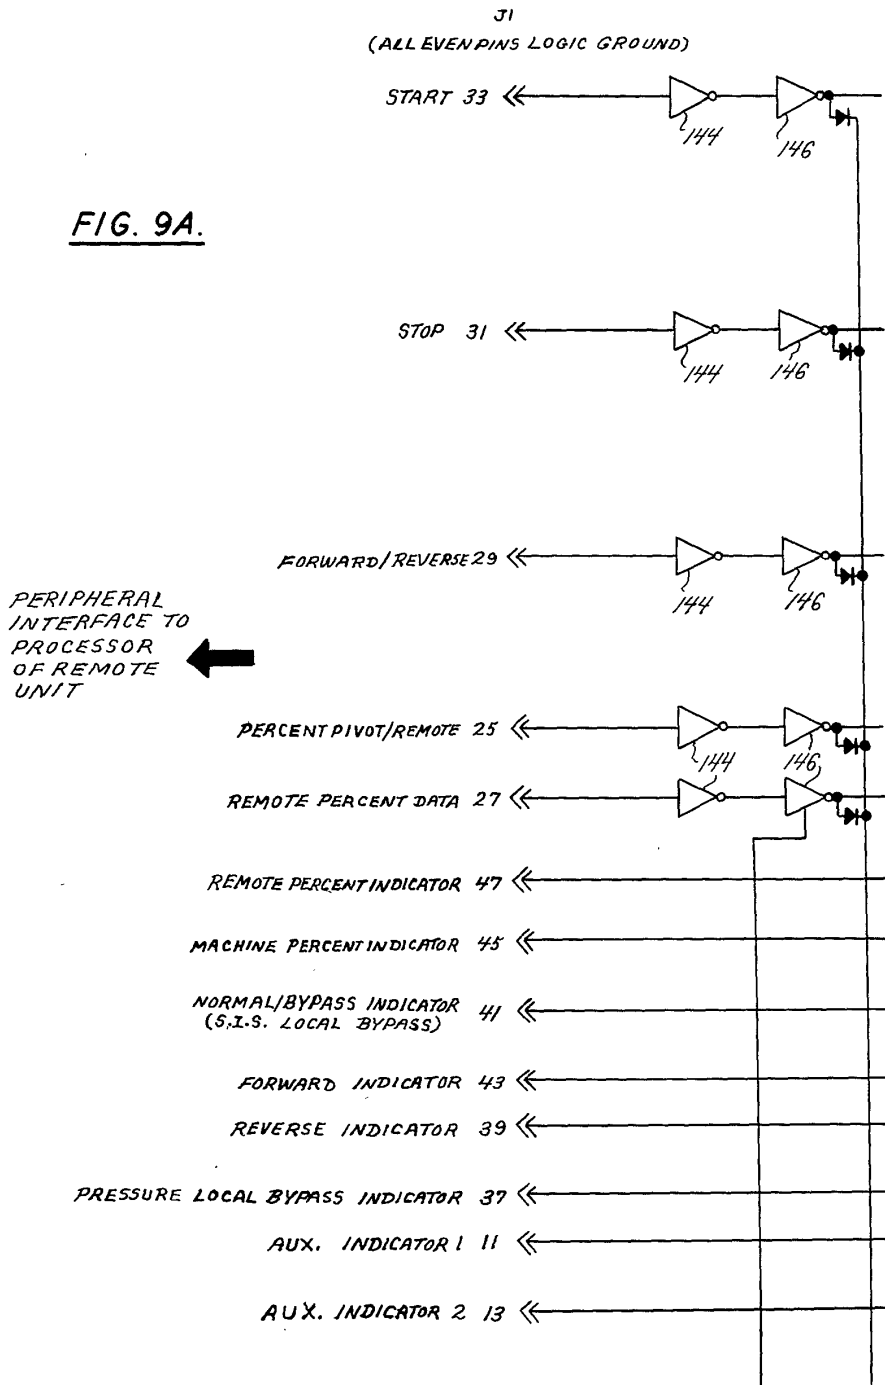 J1
(ALL EVEN PINS LOGIC GROUND)
START 33
144
146
FIG. 9A.
STOP 31
144
146
FORWARD/REVERSE 29
144
146
PERIPHERAL
INTERFACE TO
PROCESSOR
OF REMOTE
UNIT
PERCENT PIVOT/REMOTE 25
144
146
REMOTE PERCENT DATA 27
REMOTE PERCENT INDICATOR 47
MACHINE PERCENT INDICATOR 45
NORMAL/BYPASS INDICATOR 41
(S.I.S. LOCAL BYPASS)
FORWARD INDICATOR 43
REVERSE INDICATOR 39
PRESSURE LOCAL BYPASS INDICATOR 37
AUX. INDICATOR 1 11
AUX. INDICATOR 2 13